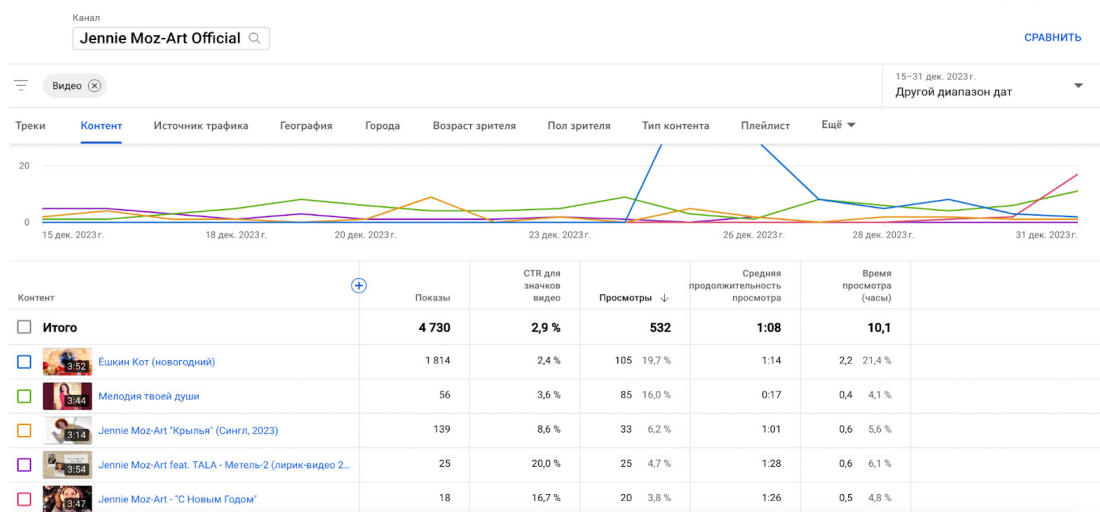 Канал
Jennie Moz-Art Official
СРАВНИТЬ
Видео
15–31 дек. 2023 г.
Другой диапазон дат
Треки Контент Источник трафика География Города Возраст зрителя Пол зрителя Тип контента Плейлист Ещё
20
0
15 дек. 2023 г. 18 дек. 2023 г. 20 дек. 2023 г. 23 дек. 2023 г. 26 дек. 2023 г. 28 дек. 2023 г. 31 дек. 2023 г.
Контент
Показы
CTR для
значков
видео
Просмотры ↓
Средняя
продолжительность
просмотра
Время
просмотра
(часы)
Итого 4 730 2,9 % 532 1:08 10,1
3:52 Ёшкин Кот (новогодний) 1 814 2,4 % 105 19,7 % 1:14 2,2 21,4 %
3:44 Мелодия твоей души 56 3,6 % 85 16,0 % 0:17 0,4 4,1 %
3:14 Jennie Moz-Art "Крылья" (Сингл, 2023) 139 8,6 % 33 6,2 % 1:01 0,6 5,6 %
3:54 Jennie Moz-Art feat. TALA - Метель-2 (лирик-видео 2... 25 20,0 % 25 4,7 % 1:28 0,6 6,1 %
3:47 Jennie Moz-Art - "С Новым Годом" 18 16,7 % 20 3,8 % 1:26 0,5 4,8 %